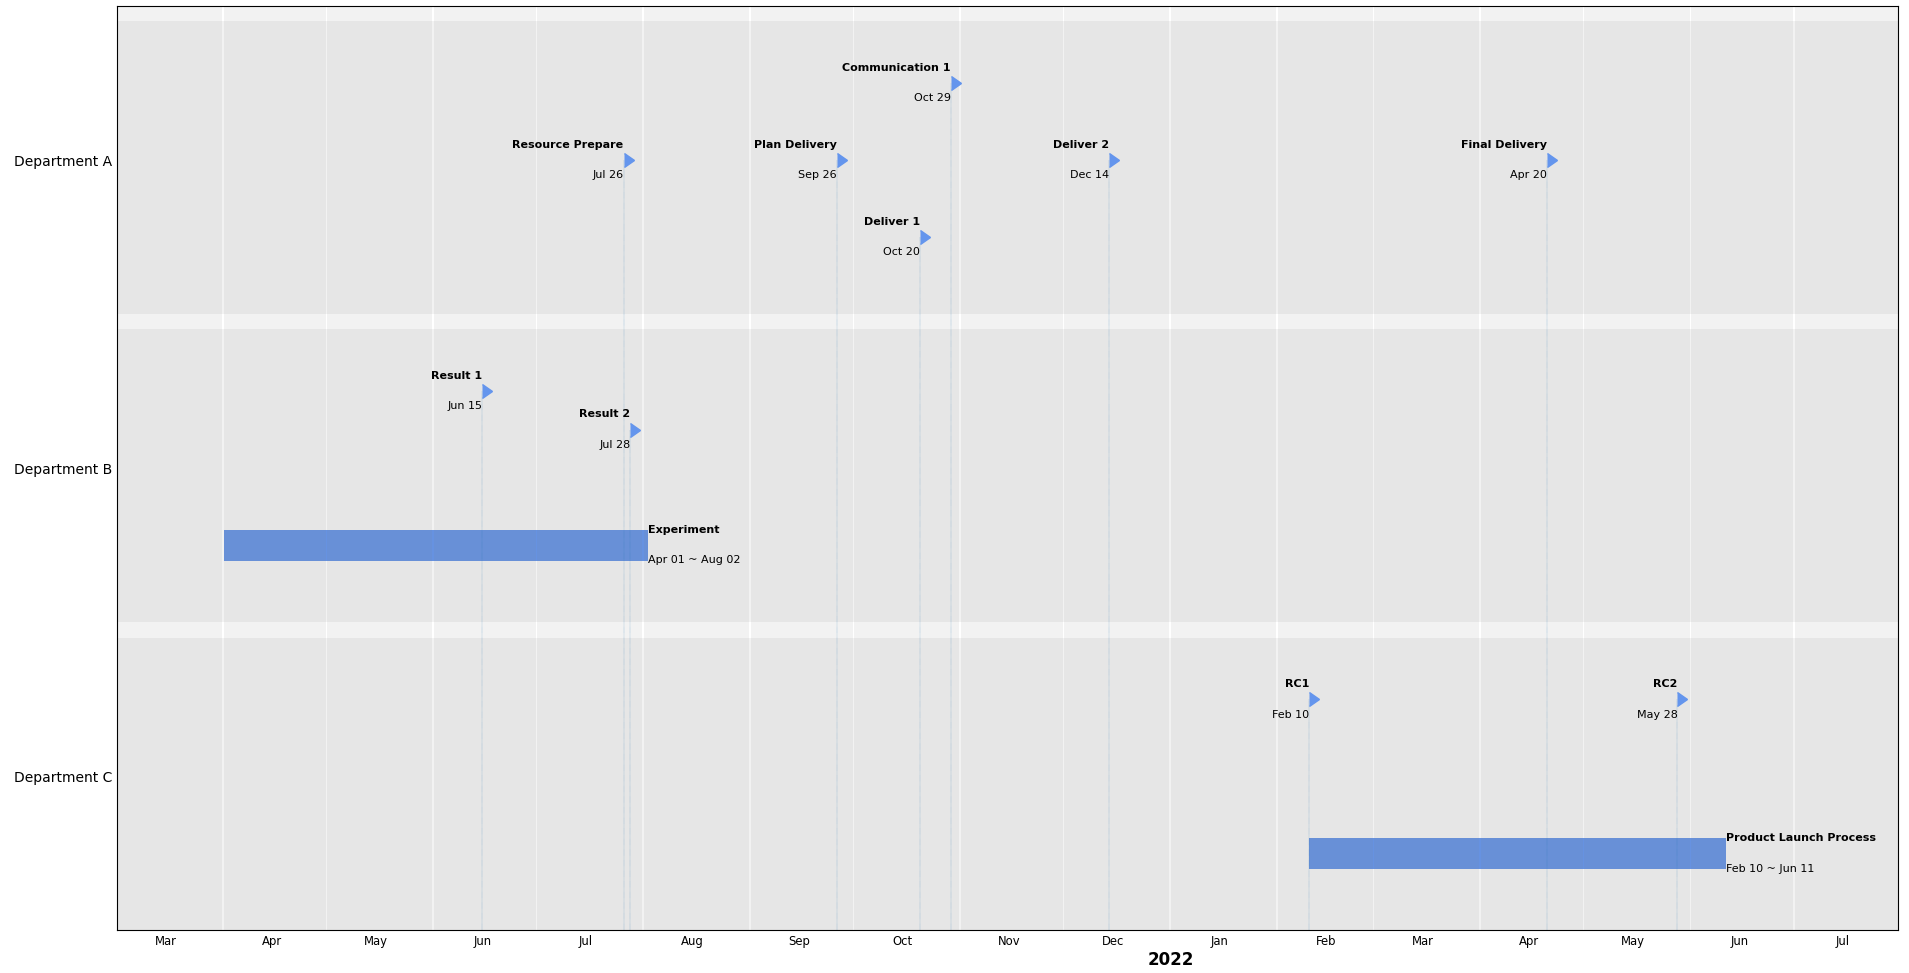 Communication 1
Oct 29
Resource Prepare
Jul 26
Plan Delivery
Sep 26
Deliver 2
Dec 14
Final Delivery
Apr 20
Department A
Deliver 1
Oct 20
Result 1
Jun 15
Result 2
Jul 28
Department B
Experiment
Apr 01 ~ Aug 02
RC1
Feb 10
RC2
May 28
Department C
Product Launch Process
Feb 10 ~ Jun 11
Mar Apr May Jun Jul Aug Sep Oct Nov Dec Jan Feb Mar Apr May Jun Jul
2022